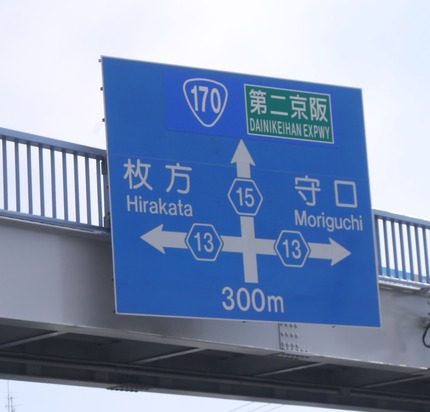 170
第二京阪
DAINIKEIHAN EXPWY
枚方
Hirakata
15
守口
Moriguchi
13
13
300m